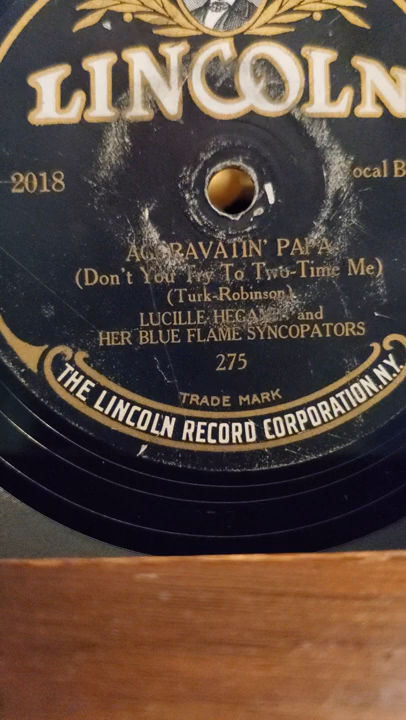 LINCOLN
2018
ocal B
AGGRAVATIN' PAPA
(Don't You Try To Two-Time Me)
(Turk-Robinson)
LUCILLE HEGAMIN and
HER BLUE FLAME SYNCOPATORS
275
TRADE MARK
THE LINCOLN RECORD CORPORATION, N.Y.